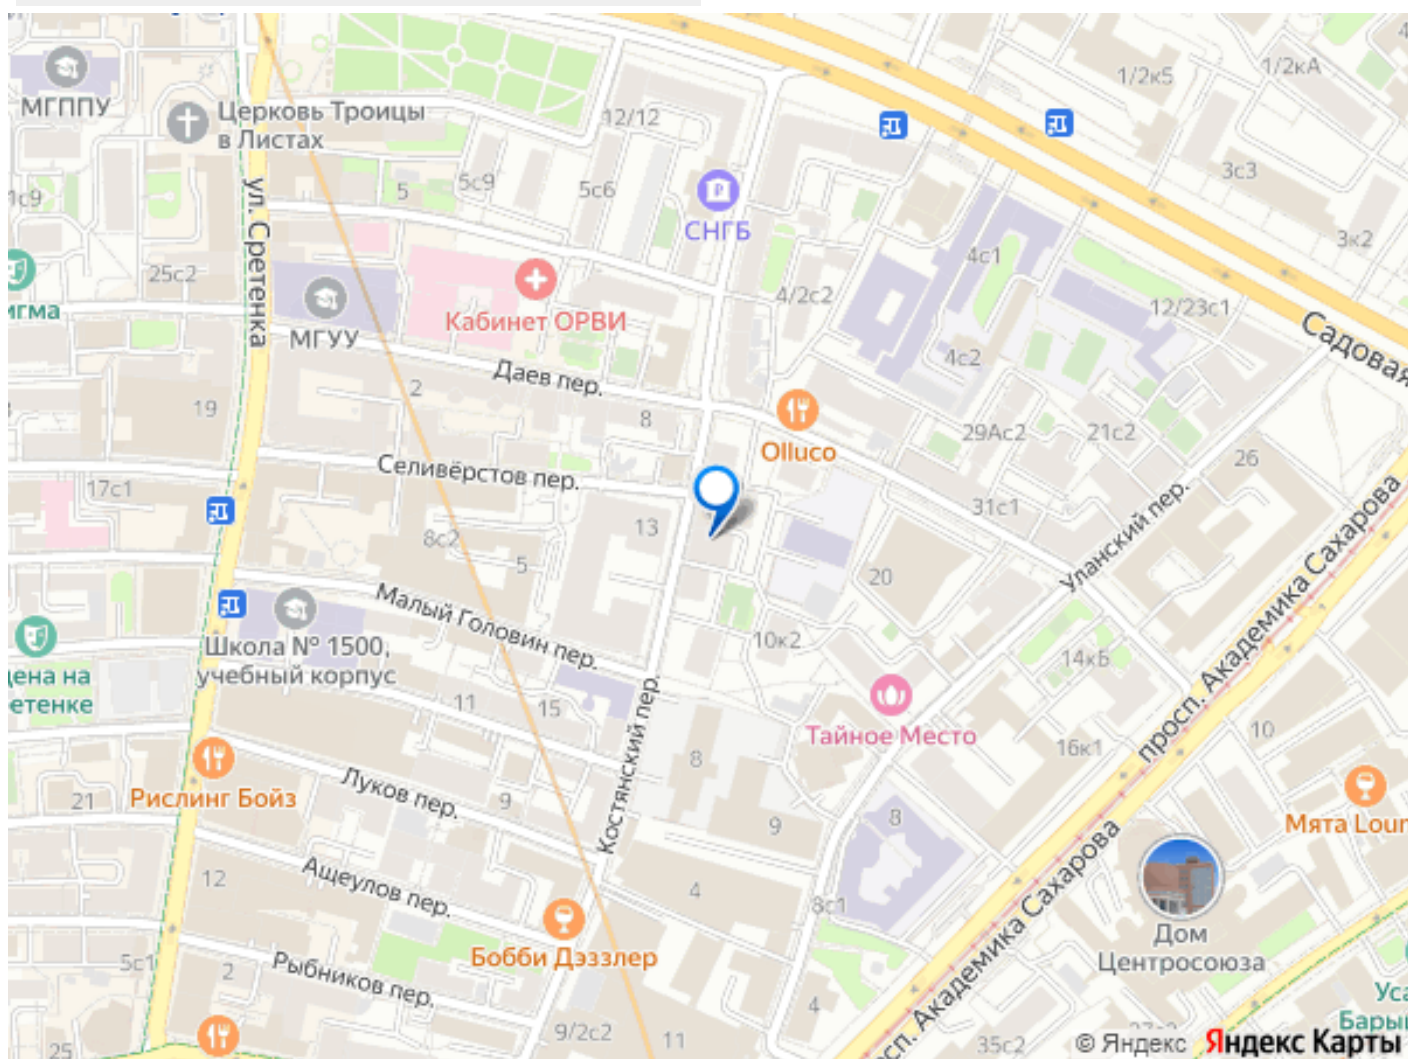 МГППУ
Церковь Троицы
в Листах
12/12
1/2к5
1/2кА
5
5с9
5с6
СНГБ
3с3
3к2
25с2
ул. Сретенка
4с1
4/2с2
12/23с1
Садовая
игма
МГУУ
Кабинет ОРВИ
4с2
Даев пер.
2
8
19
Olluco
29Ас2
21с2
26
17с1
Селивёрстов пер.
13
31с1
Уланский пер.
8с2
5
20
просп. Академика Сахарова
Малый Головин пер.
Школа № 1500,
учебный корпус
10к2
14кБ
цена на
етенке
11
15
Костянский пер.
Тайное Место
16к1
10
8
21
Рислинг Бойз
Луков пер.
9
9
8
Мята Lour
12
Ащеулов пер.
4
8с1
просп. Академика Сахарова
Бобби Дэззлер
Дом
Центросоюза
5с1
2
Рыбников пер.
4
Уса
Барыш
25
9/2с2
11
35с2
© Яндекс Яндекс Карты